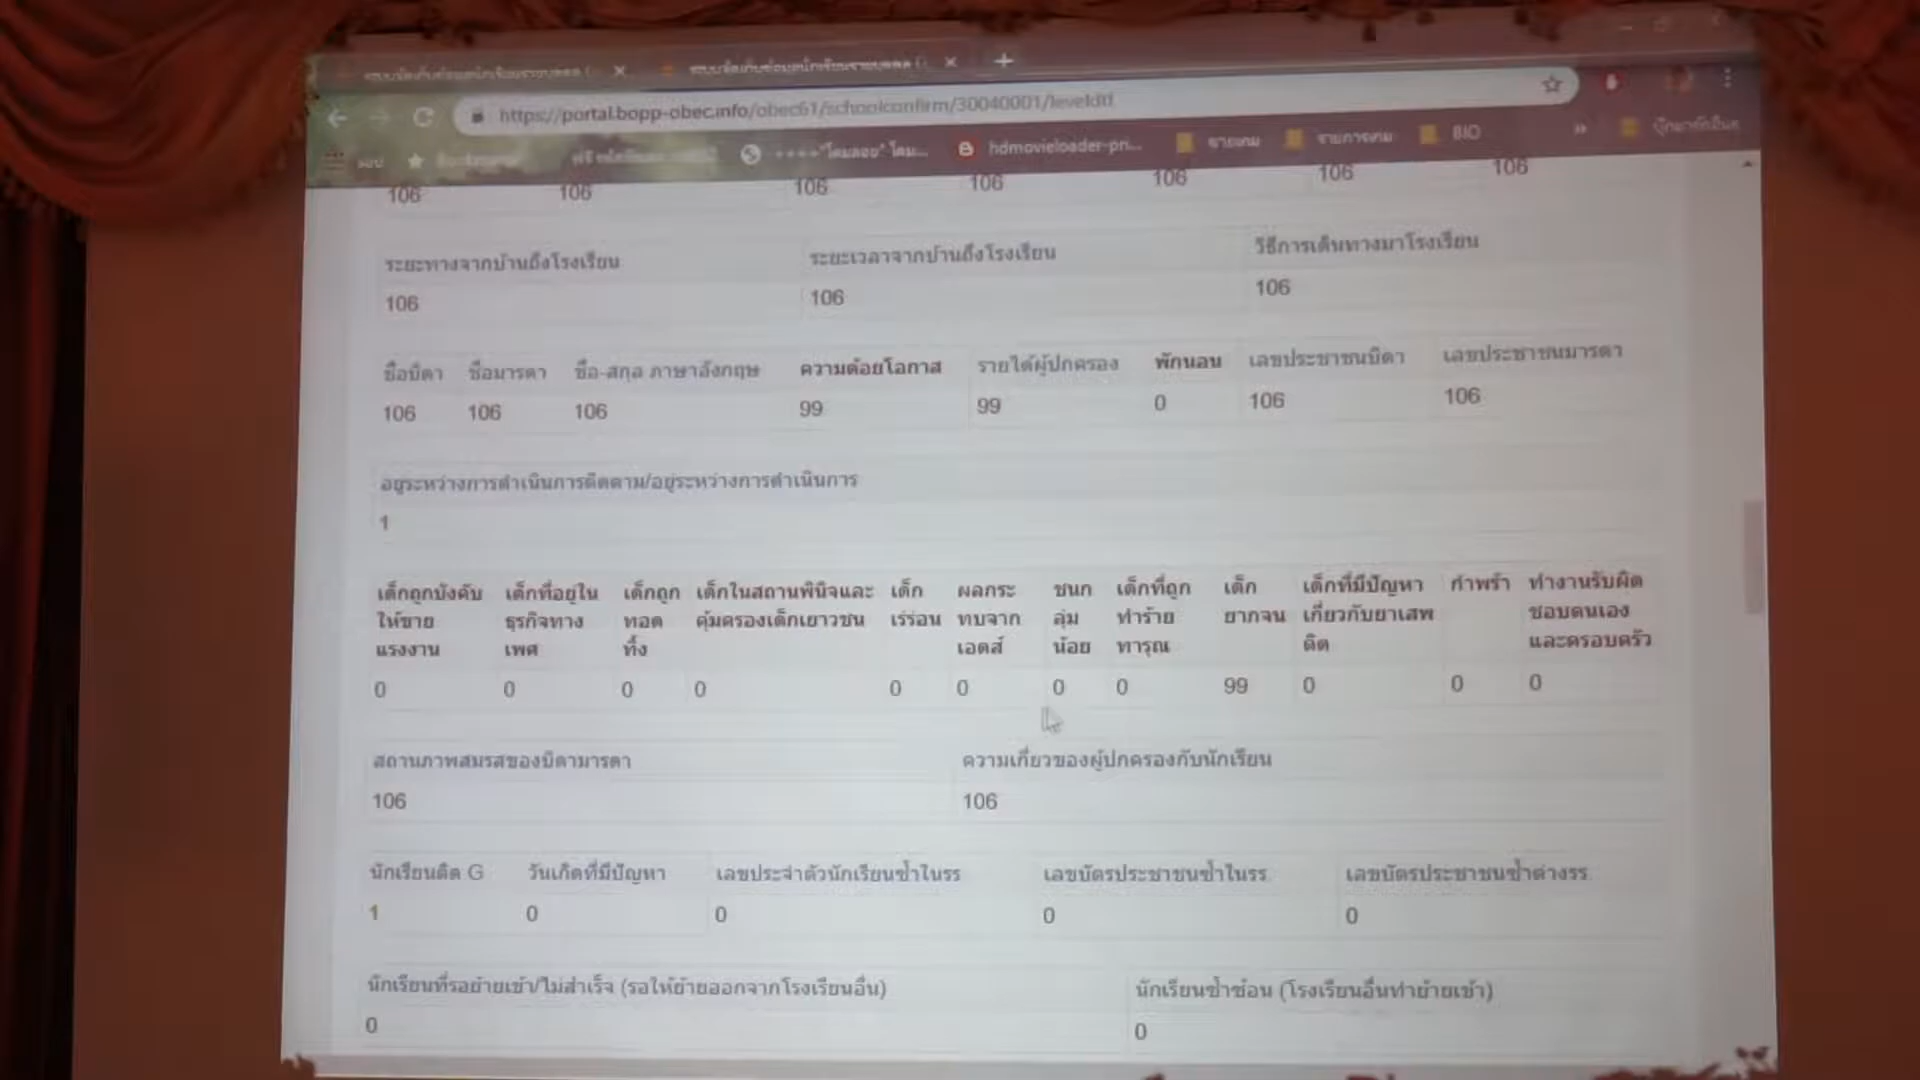 https://portal.bopp-obec.info/obec61/schoolconfirm/30040001/leveldtl
hdmovieloader-pri... รายการเกม BIO
106 106 106 106 106 106 106
ระยะทางจากบ้านถึงโรงเรียน ระยะเวลาจากบ้านถึงโรงเรียน วิธีการเดินทางมาโรงเรียน
106 106 106
ชื่อบิดา ชื่อมารดา ชื่อ-สกุล ภาษาอังกฤษ ความด้อยโอกาส รายได้ผู้ปกครอง พักนอน เลขประชาชนบิดา เลขประชาชนมารดา
106 106 106 99 99 0 106 106
อยู่ระหว่างการดำเนินการติดตาม/อยู่ระหว่างการดำเนินการ
1
เด็กถูกบังคับ เด็กที่อยู่ใน เด็กถูก เด็กในสถานพินิจและ เด็ก ผลกระ ชนก เด็กที่ถูก เด็ก เด็กที่มีปัญหา กำพร้า ทำงานรับผิด
ให้ขาย ธุรกิจทาง ทอด คุ้มครองเด็กเยาวชน เร่ร่อน ทบจาก ลุ่ม ทำร้าย ยากจน เกี่ยวกับยาเสพ ชอบตนเอง
แรงงาน เพศ ทิ้ง เอดส์ น้อย ทารุณ ติด และครอบครัว
0 0 0 0 0 0 0 0 99 0 0 0
สถานภาพสมรสของบิดามารดา ความเกี่ยวของผู้ปกครองกับนักเรียน
106 106
นักเรียนติด G วันเกิดที่มีปัญหา เลขประจำตัวนักเรียนซ้ำในรร เลขบัตรประชาชนซ้ำในรร เลขบัตรประชาชนซ้ำต่างรร
1 0 0 0 0
นักเรียนที่รอย้ายเข้า/ไม่สำเร็จ (รอให้ย้ายออกจากโรงเรียนอื่น) นักเรียนซ้ำซ้อน (โรงเรียนอื่นทำย้ายเข้า)
0 0